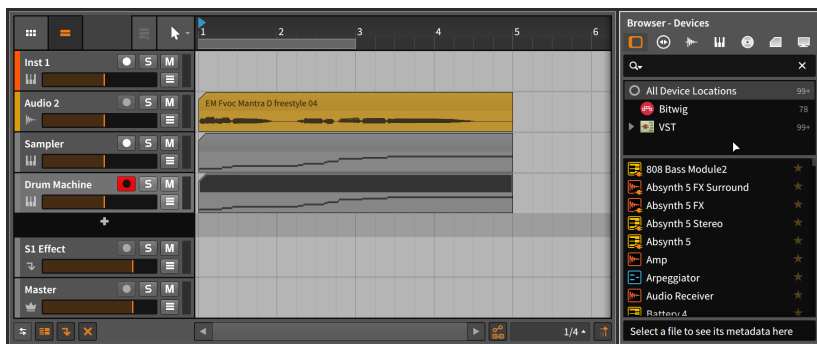 Browser - Devices
1 2 3 4 5 6
Inst 1 S M
All Device Locations 99+
Audio 2 S M
EM Fvoc Mantra D freestyle 04
Bitwig 78
VST 99+
Sampler S M
808 Bass Module2
Drum Machine S M
Absynth 5 FX Surround
Absynth 5 FX
Absynth 5 Stereo
+
Absynth 5
S1 Effect S M
Amp
Arpeggiator
Master S M
Audio Receiver
Battery 4
1/4
Select a file to see its metadata here